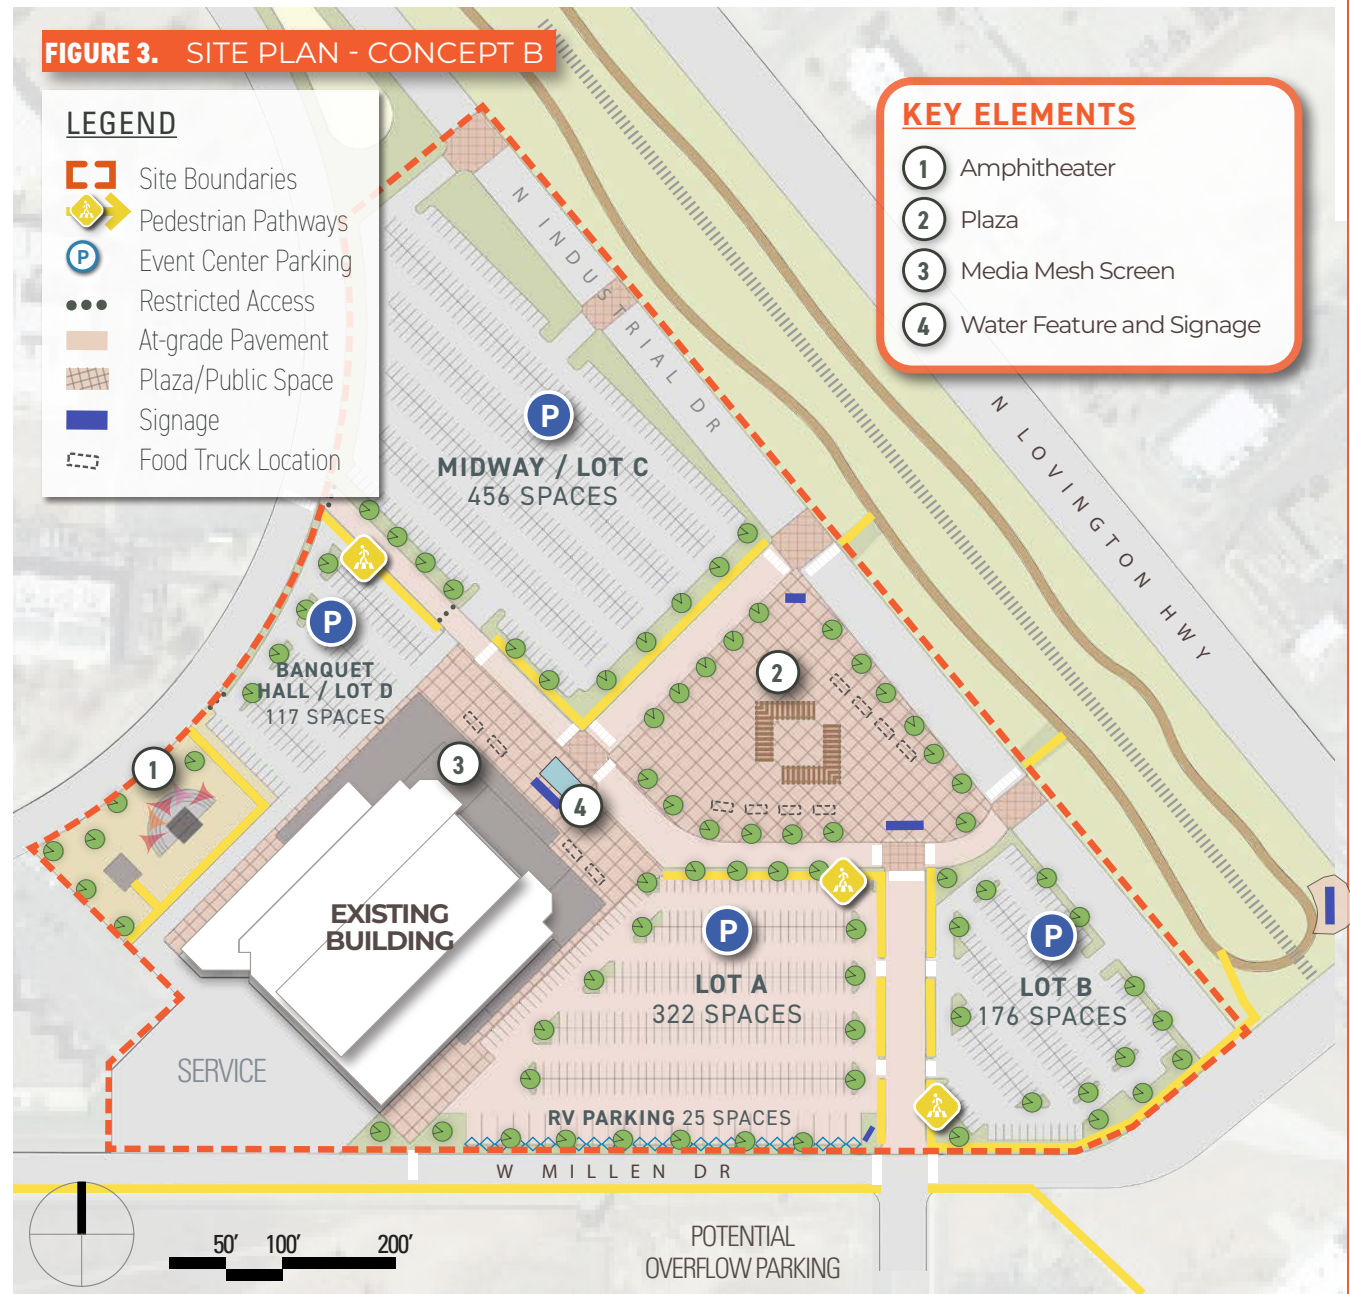 FIGURE 3. SITE PLAN - CONCEPT B
LEGEND
Site Boundaries
Pedestrian Pathways
P Event Center Parking
Restricted Access
At-grade Pavement
Plaza/Public Space
Signage
Food Truck Location
KEY ELEMENTS
1 Amphitheater
2 Plaza
3 Media Mesh Screen
4 Water Feature and Signage
N INDUSTRIAL DR
N LOVINGTON HWY
P
MIDWAY / LOT C
456 SPACES
P
BANQUET
HALL / LOT D
117 SPACES
1
2
3
4
EXISTING
BUILDING
P
LOT A
322 SPACES
P
LOT B
176 SPACES
SERVICE
RV PARKING 25 SPACES
W MILLEN DR
POTENTIAL
OVERFLOW PARKING
50' 100' 200'